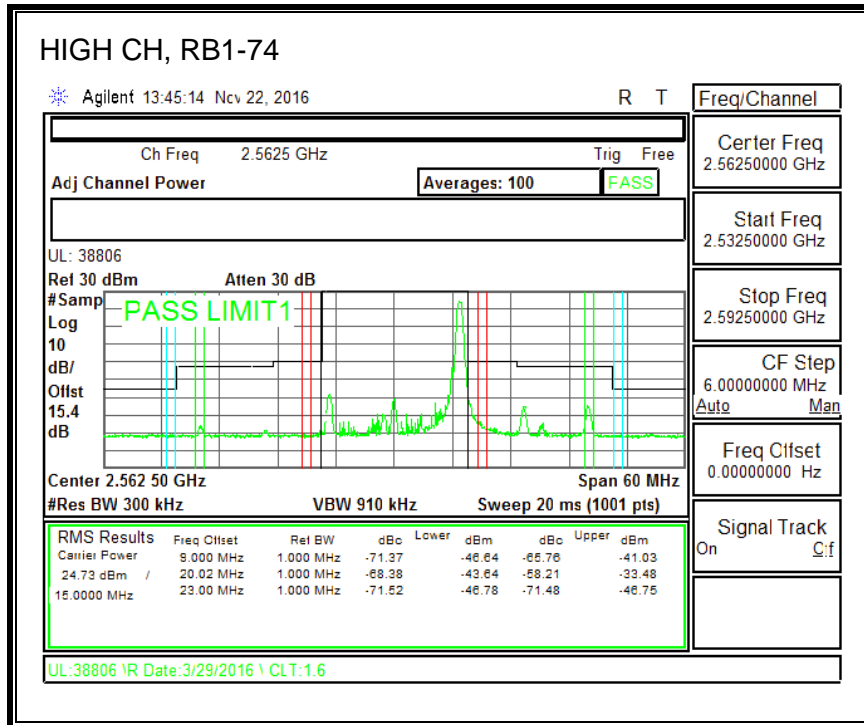 HIGH CH, RB1-74
Agilent 13:45:14 Nov 22, 2016 R T
Freq/Channel
Ch Freq 2.5625 GHz Trig Free
Adj Channel Power Averages: 100 PASS
Center Freq
2.56250000 GHz
Start Freq
2.53250000 GHz
Stop Freq
2.59250000 GHz
CF Step
6.00000000 MHz
Auto Man
Freq Offset
0.00000000 Hz
Signal Track
On Off
UL: 38806
Ref 30 dBm Atten 30 dB
#Samp
Log
10
dB/
Offst
15.4
dB
PASS LIMIT1
Center 2.562 50 GHz Span 60 MHz
#Res BW 300 kHz VBW 910 kHz Sweep 20 ms (1001 pts)
RMS Results Freq Offset Ref BW dBc Lower dBm dBc Upper dBm
Carrier Power 9.000 MHz 1.000 MHz -71.37 -46.64 -65.76 -41.03
24.73 dBm / 20.02 MHz 1.000 MHz -68.38 -43.64 -58.21 -33.48
15.0000 MHz 23.00 MHz 1.000 MHz -71.52 -46.78 -71.48 -46.75
UL:38806 \R Date:3/29/2016 \ CLT:1.6